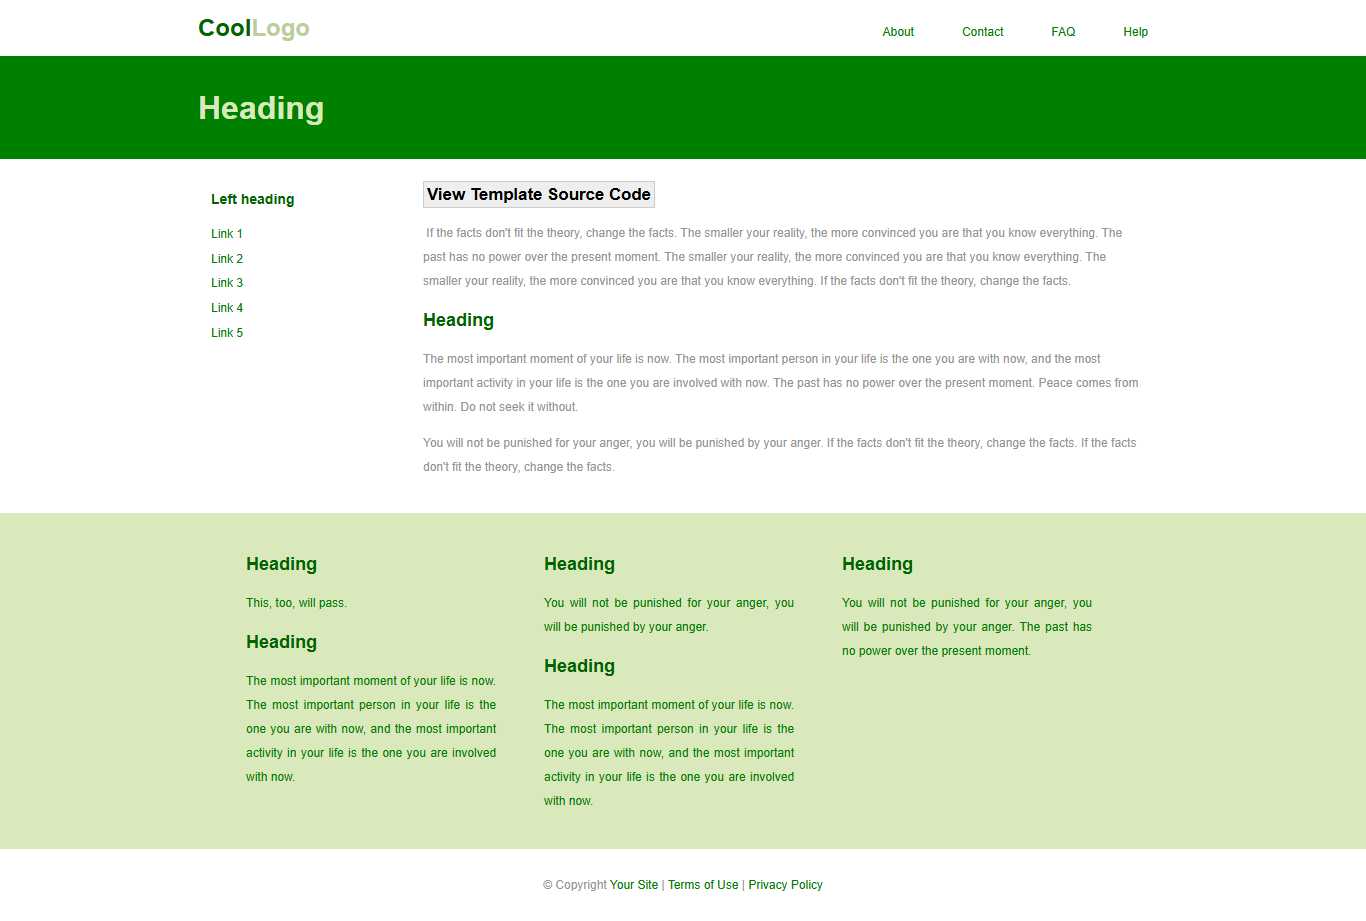 CoolLogo
About Contact FAQ Help
Heading
Left heading
Link 1
Link 2
Link 3
Link 4
Link 5
View Template Source Code
If the facts don't fit the theory, change the facts. The smaller your reality, the more convinced you are that you know everything. The
past has no power over the present moment. The smaller your reality, the more convinced you are that you know everything. The
smaller your reality, the more convinced you are that you know everything. If the facts don't fit the theory, change the facts.
Heading
The most important moment of your life is now. The most important person in your life is the one you are with now, and the most
important activity in your life is the one you are involved with now. The past has no power over the present moment. Peace comes from
within. Do not seek it without.
You will not be punished for your anger, you will be punished by your anger. If the facts don't fit the theory, change the facts. If the facts
don't fit the theory, change the facts.
Heading
This, too, will pass.
Heading
The most important moment of your life is now.
The most important person in your life is the
one you are with now, and the most important
activity in your life is the one you are involved
with now.
Heading
You will not be punished for your anger, you
will be punished by your anger.
Heading
The most important moment of your life is now.
The most important person in your life is the
one you are with now, and the most important
activity in your life is the one you are involved
with now.
Heading
You will not be punished for your anger, you
will be punished by your anger. The past has
no power over the present moment.
© Copyright Your Site | Terms of Use | Privacy Policy